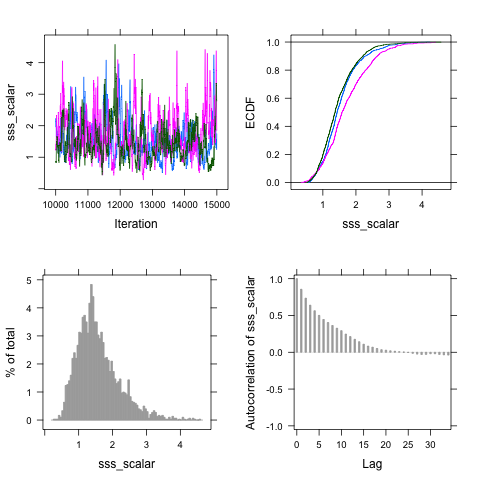 sss_scalar
4
3
2
1
10000 11000 12000 13000 14000 15000
Iteration
ECDF
1.0
0.8
0.6
0.4
0.2
0.0
1 2 3 4
sss_scalar
% of total
5
4
3
2
1
0
1 2 3 4
sss_scalar
Autocorrelation of sss_scalar
1.0
0.5
0.0
-0.5
-1.0
0 5 10 15 20 25 30
Lag